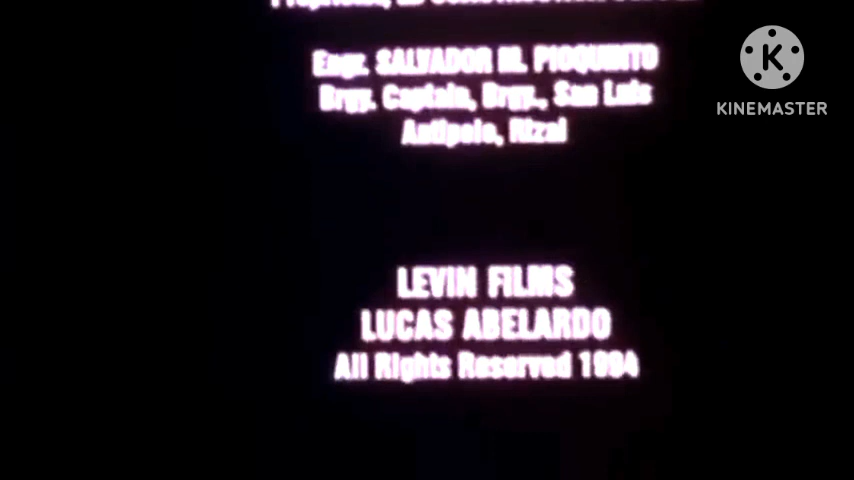 Engr. SALVADOR M. PIOQUINTO
Brgy. Captain, Brgy., San Luis
Antipolo, Rizal
LEVIN FILMS
LUCAS ABELARDO
All Rights Reserved 1994
KINEMASTER